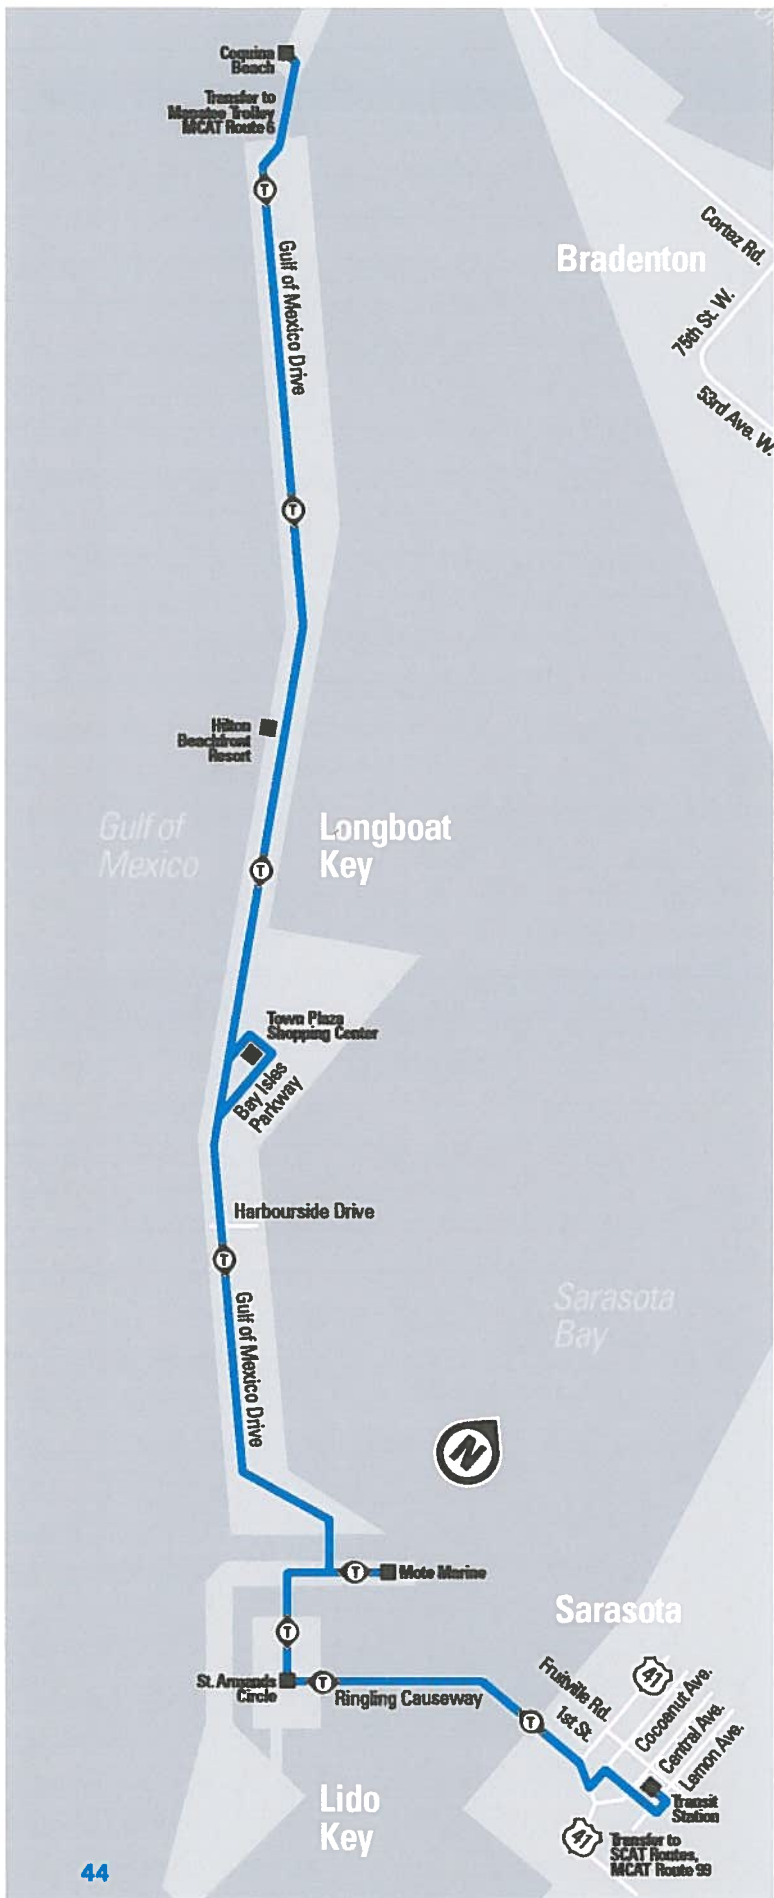 Coquina
Beach
Transfer to
Manatee Trolley
MCAT Route 6
T
Gulf of Mexico Drive
Bradenton
Cortez Rd.
75th St. W.
53rd Ave. W.
T
Hilton
Beachfront
Resort
Gulf of
Mexico
Longboat
Key
T
Town Plaza
Shopping Center
Bay Isles
Parkway
Harbourside Drive
T
Gulf of Mexico Drive
Sarasota
Bay
N
T
Mote Marine
T
Sarasota
St. Armands
Circle
T
Ringling Causeway
T
Fruitville Rd.
1st St.
41
Cocoanut Ave.
Central Ave.
Lemon Ave.
Transit
Station
Lido
Key
41
Transfer to
SCAT Routes,
MCAT Route 99
44